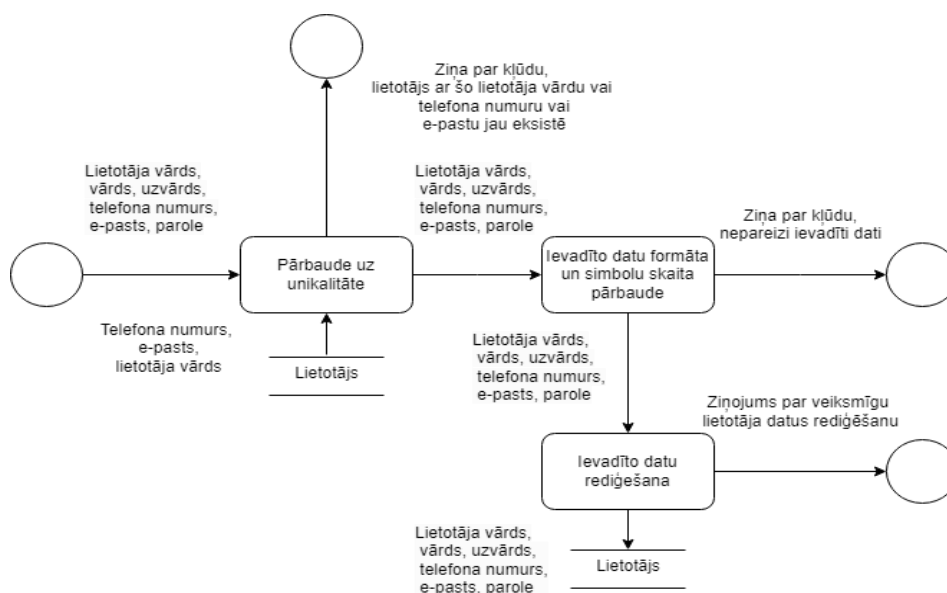 Ziņa par kļūdu,
lietotājs ar šo lietotāja vārdu vai
telefona numuru vai
e-pastu jau eksistē
Lietotāja vārds,
vārds, uzvārds,
telefona numurs,
e-pasts, parole
Lietotāja vārds,
vārds, uzvārds,
telefona numurs,
e-pasts, parole
Ziņa par kļūdu,
nepareizi ievadīti dati
Pārbaude uz
unikalitāte
Ievadīto datu formāta
un simbolu skaita
pārbaude
Telefona numurs,
e-pasts,
lietotāja vārds
Lietotājs
Lietotāja vārds,
vārds, uzvārds,
telefona numurs,
e-pasts, parole
Ziņojums par veiksmīgu
lietotāja datus rediģēšanu
Ievadīto datu
rediģešana
Lietotāja vārds,
vārds, uzvārds,
telefona numurs,
e-pasts, parole
Lietotājs